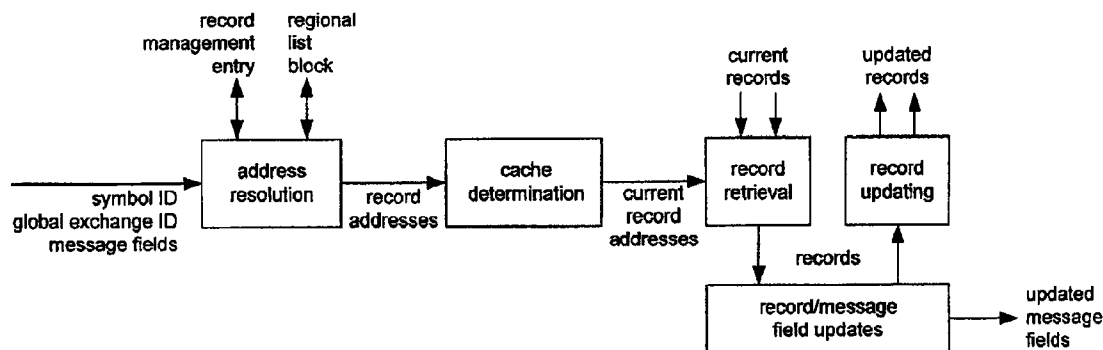 record
management
entry
regional
list
block
current
records
updated
records
address
resolution
cache
determination
record
retrieval
record
updating
symbol ID
global exchange ID
message fields
record
addresses
current
record
addresses
records
record/message
field updates
updated
message
fields